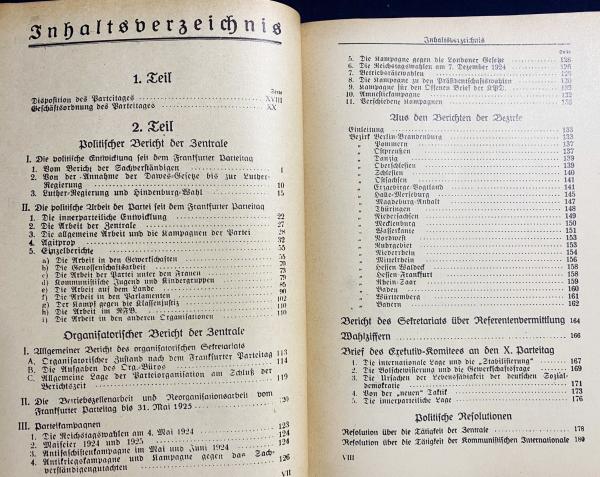 Inhaltsverzeichnis
1. Teil
Seite
Disposition des Parteitages XVIII
Geschäftsordnung des Parteitages XX
2. Teil
Politischer Bericht der Zentrale
I. Die politische Entwicklung seit dem Frankfurter Parteitag
1. Vom Bericht der Sachverständigen 1
2. Von der Annahme der Dawes-Gesetze bis zur Luther-
Regierung 10
3. Luther-Regierung und Hindenburg-Wahl 15
II. Die politische Arbeit der Partei seit dem Frankfurter Parteitag
1. Die innerparteiliche Entwicklung 22
2. Die Arbeit der Zentrale 27
3. Die allgemeine Arbeit und die Kampagnen der Partei 28
4. Agitprop 32
5. Einzelberichte 55
a) Die Arbeit in den Gewerkschaften
b) Die Genossenschaftsarbeit 70
c) Die Arbeit der Partei unter den Frauen 73
d) Kommunistische Jugend und Kindergruppen 79
e) Die Arbeit auf dem Lande 85
f) Die Arbeit in den Parlamenten 90
g) Der Kampf gegen die Klassenjustiz 102
h) Die Arbeit im RFB. 110
i) Die Arbeit in den anderen Organisationen 110
Organisatorischer Bericht der Zentrale
I. Allgemeiner Bericht des organisatorischen Sekretariats
A. Organisatorischer Zustand nach dem Frankfurter Parteitag 113
B. Die Aufgaben des Org-Büros 114
C. Allgemeine Lage der Parteiorganisation am Schluß der
Berichtszeit 119
II. Die Betriebszellenarbeit und Reorganisationsarbeit vom
Frankfurter Parteitag bis 31. Mai 1925 120
III. Parteikampagnen
1. Die Reichstagswahlen am 4. Mai 1924 123
2. Maifeier 1924 und 1925 124
3. Antifaschistenkampagne im Mai und Juni 1924 124
4. Antikriegskampagne und Kampagne gegen das Sach-
verständigengutachten 126
VII
Inhaltsverzeichnis
Seite
5. Die Kampagne gegen die Londoner Gesetze 126
6. Die Reichstagswahlen am 7. Dezember 1924 126
7. Betriebsrätewahlen 129
8. Die Kampagne zu den Präsidentschaftswahlen 130
9. Kampagne für den Offenen Brief der KPD. 131
10. Amnestiekampagne 132
11. Verschiedene Kampagnen 132
Aus den Berichten der Bezirke
Einleitung 133
Bezirk Berlin-Brandenburg 133
„ Pommern 137
„ Ostpreußen 137
„ Danzig 139
„ Oberschlesien 139
„ Schlesien 140
„ Ostsachsen 141
„ Erzgebirge-Vogtland 143
„ Halle-Merseburg 145
„ Magdeburg-Anhalt 147
„ Thüringen 148
„ Niedersachsen 149
„ Mecklenburg 150
„ Wasserkante 151
„ Nordwest 153
„ Ruhrgebiet 153
„ Niederrhein 154
„ Mittelrhein 156
„ Hessen Waldeck 158
„ Hessen Frankfurt 158
„ Rhein-Saar 159
„ Baden 160
„ Württemberg 161
„ Bayern 162
Bericht des Sekretariats über Referentenvermittlung 164
Wahlziffern 166
Brief des Exekutiv-Komitees an den X. Parteitag
1. Die internationale Lage und die „Stabilisierung“ 167
2. Die Bolschewisierung und die Gewerkschaftsfrage 169
3. Die Ursachen der Lebensfähigkeit der deutschen Sozial-
demokratie 171
4. Von der „neuen“ Taktik 173
5. Die innerparteiliche Lage 176
Politische Resolutionen
Resolution über die Tätigkeit der Zentrale 178
Resolution über die Tätigkeit der Kommunistischen Internationale 180
VIII